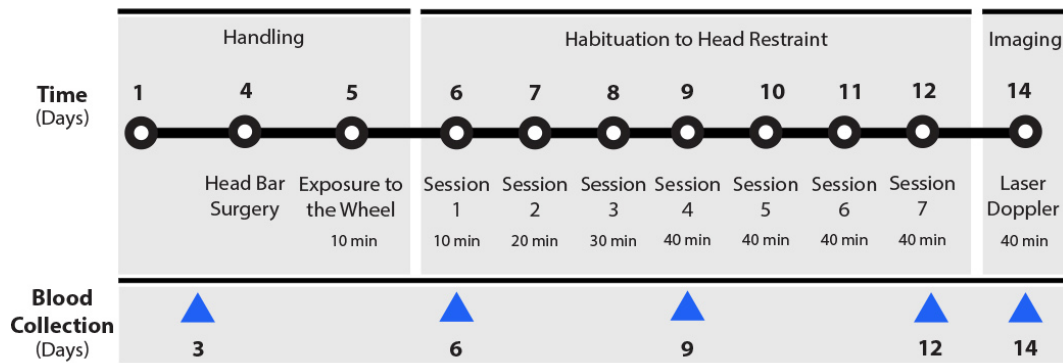 Handling
Habituation to Head Restraint
Imaging
Time
(Days)
1 4 5 6 7 8 9 10 11 12 14
Head Bar
Surgery
Exposure to
the Wheel
10 min
Session
1
10 min
Session
2
20 min
Session
3
30 min
Session
4
40 min
Session
5
40 min
Session
6
40 min
Session
7
40 min
Laser
Doppler
40 min
Blood
Collection
(Days)
3 6 9 12 14